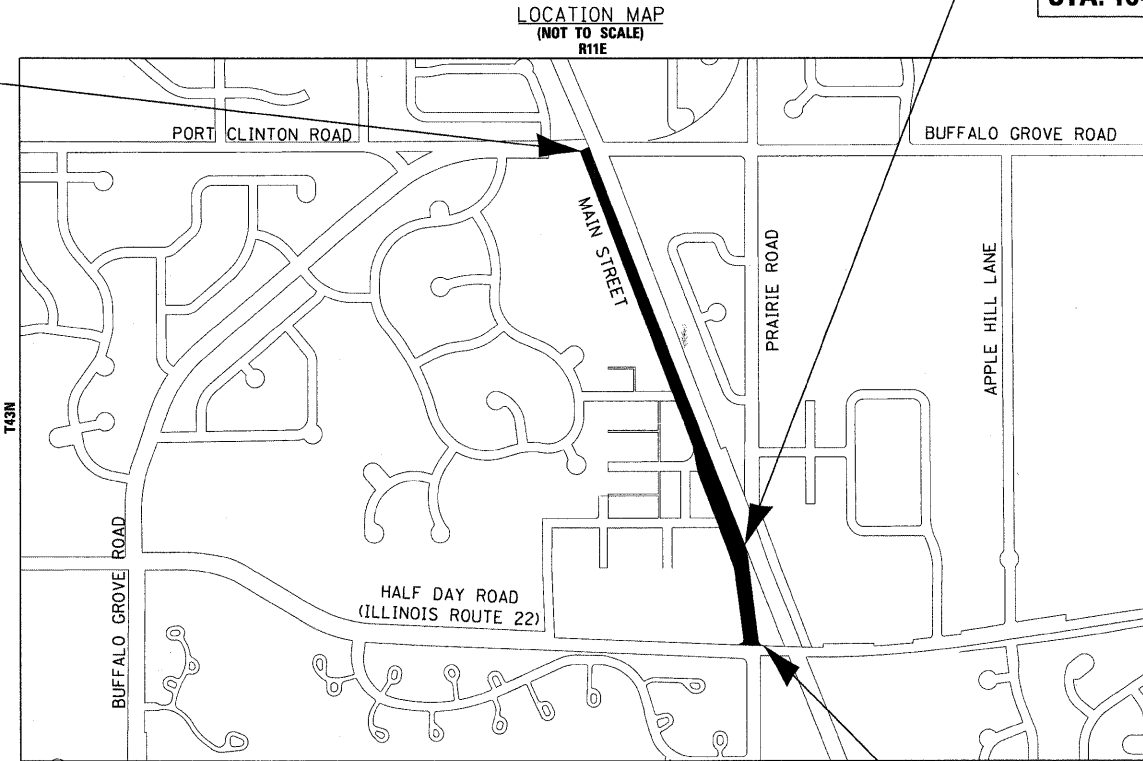 LOCATION MAP
(NOT TO SCALE)
R11E
PORT CLINTON ROAD
BUFFALO GROVE ROAD
MAIN STREET
PRAIRIE ROAD
APPLE HILL LANE
T43N
BUFFALO GROVE ROAD
HALF DAY ROAD
(ILLINOIS ROUTE 22)